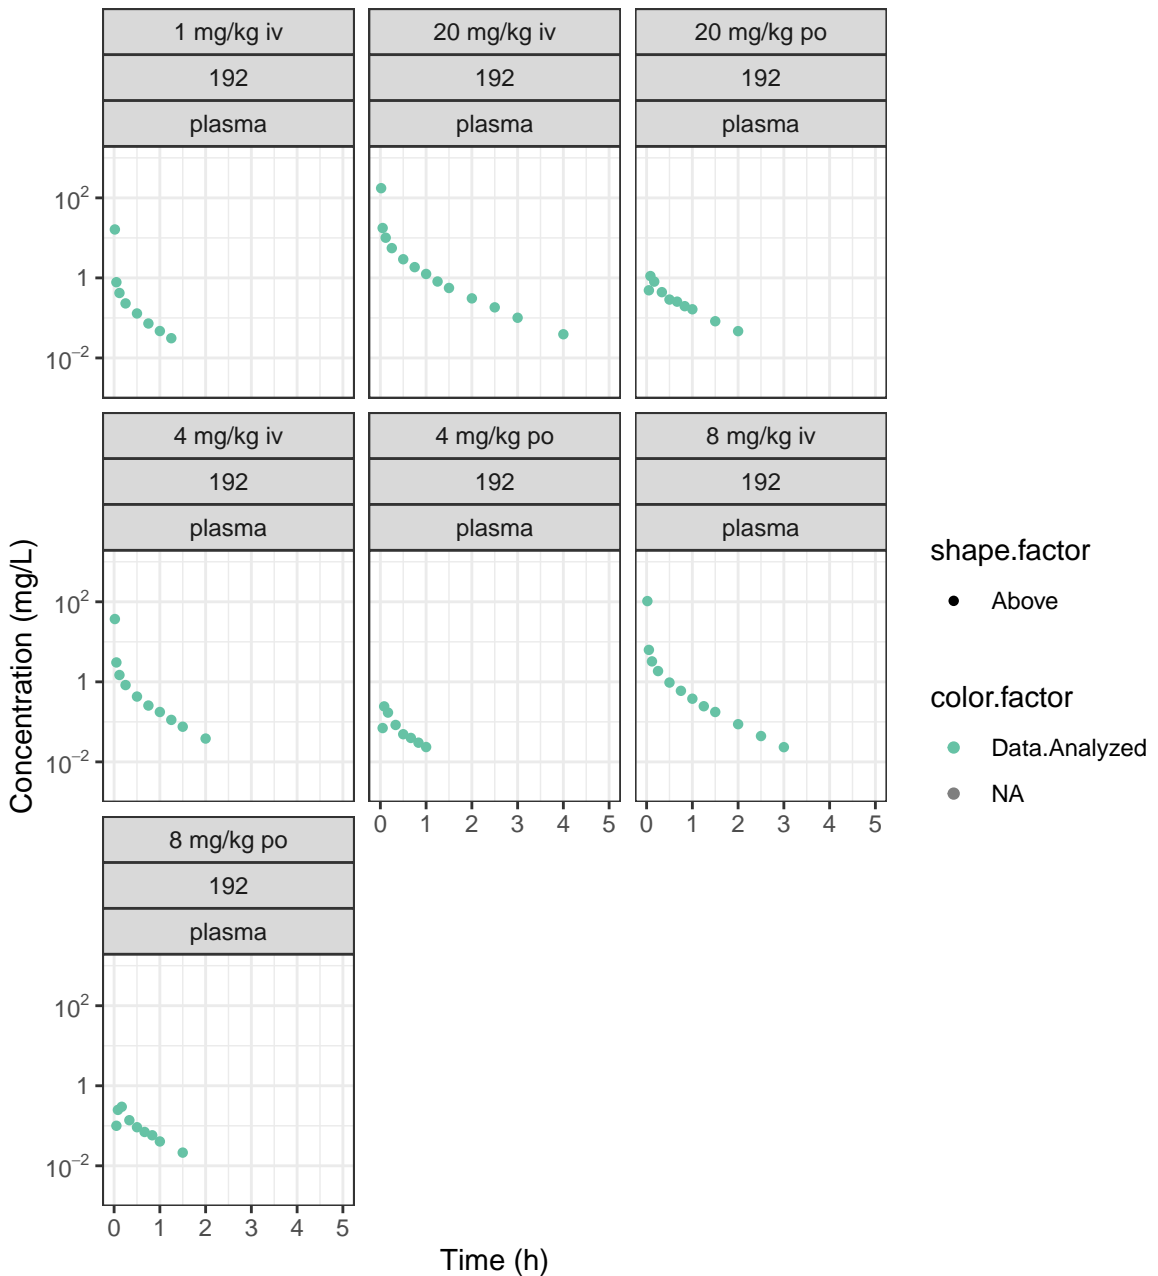 1 mg/kg iv
192
plasma
20 mg/kg iv
192
plasma
20 mg/kg po
192
plasma
10²
1
10⁻²
4 mg/kg iv
192
plasma
4 mg/kg po
192
plasma
8 mg/kg iv
192
plasma
10²
1
10⁻²
0 1 2 3 4 5
0 1 2 3 4 5
8 mg/kg po
192
plasma
10²
1
10⁻²
0 1 2 3 4 5
Time (h)
Concentration (mg/L)
shape.factor
Above
color.factor
Data.Analyzed
NA